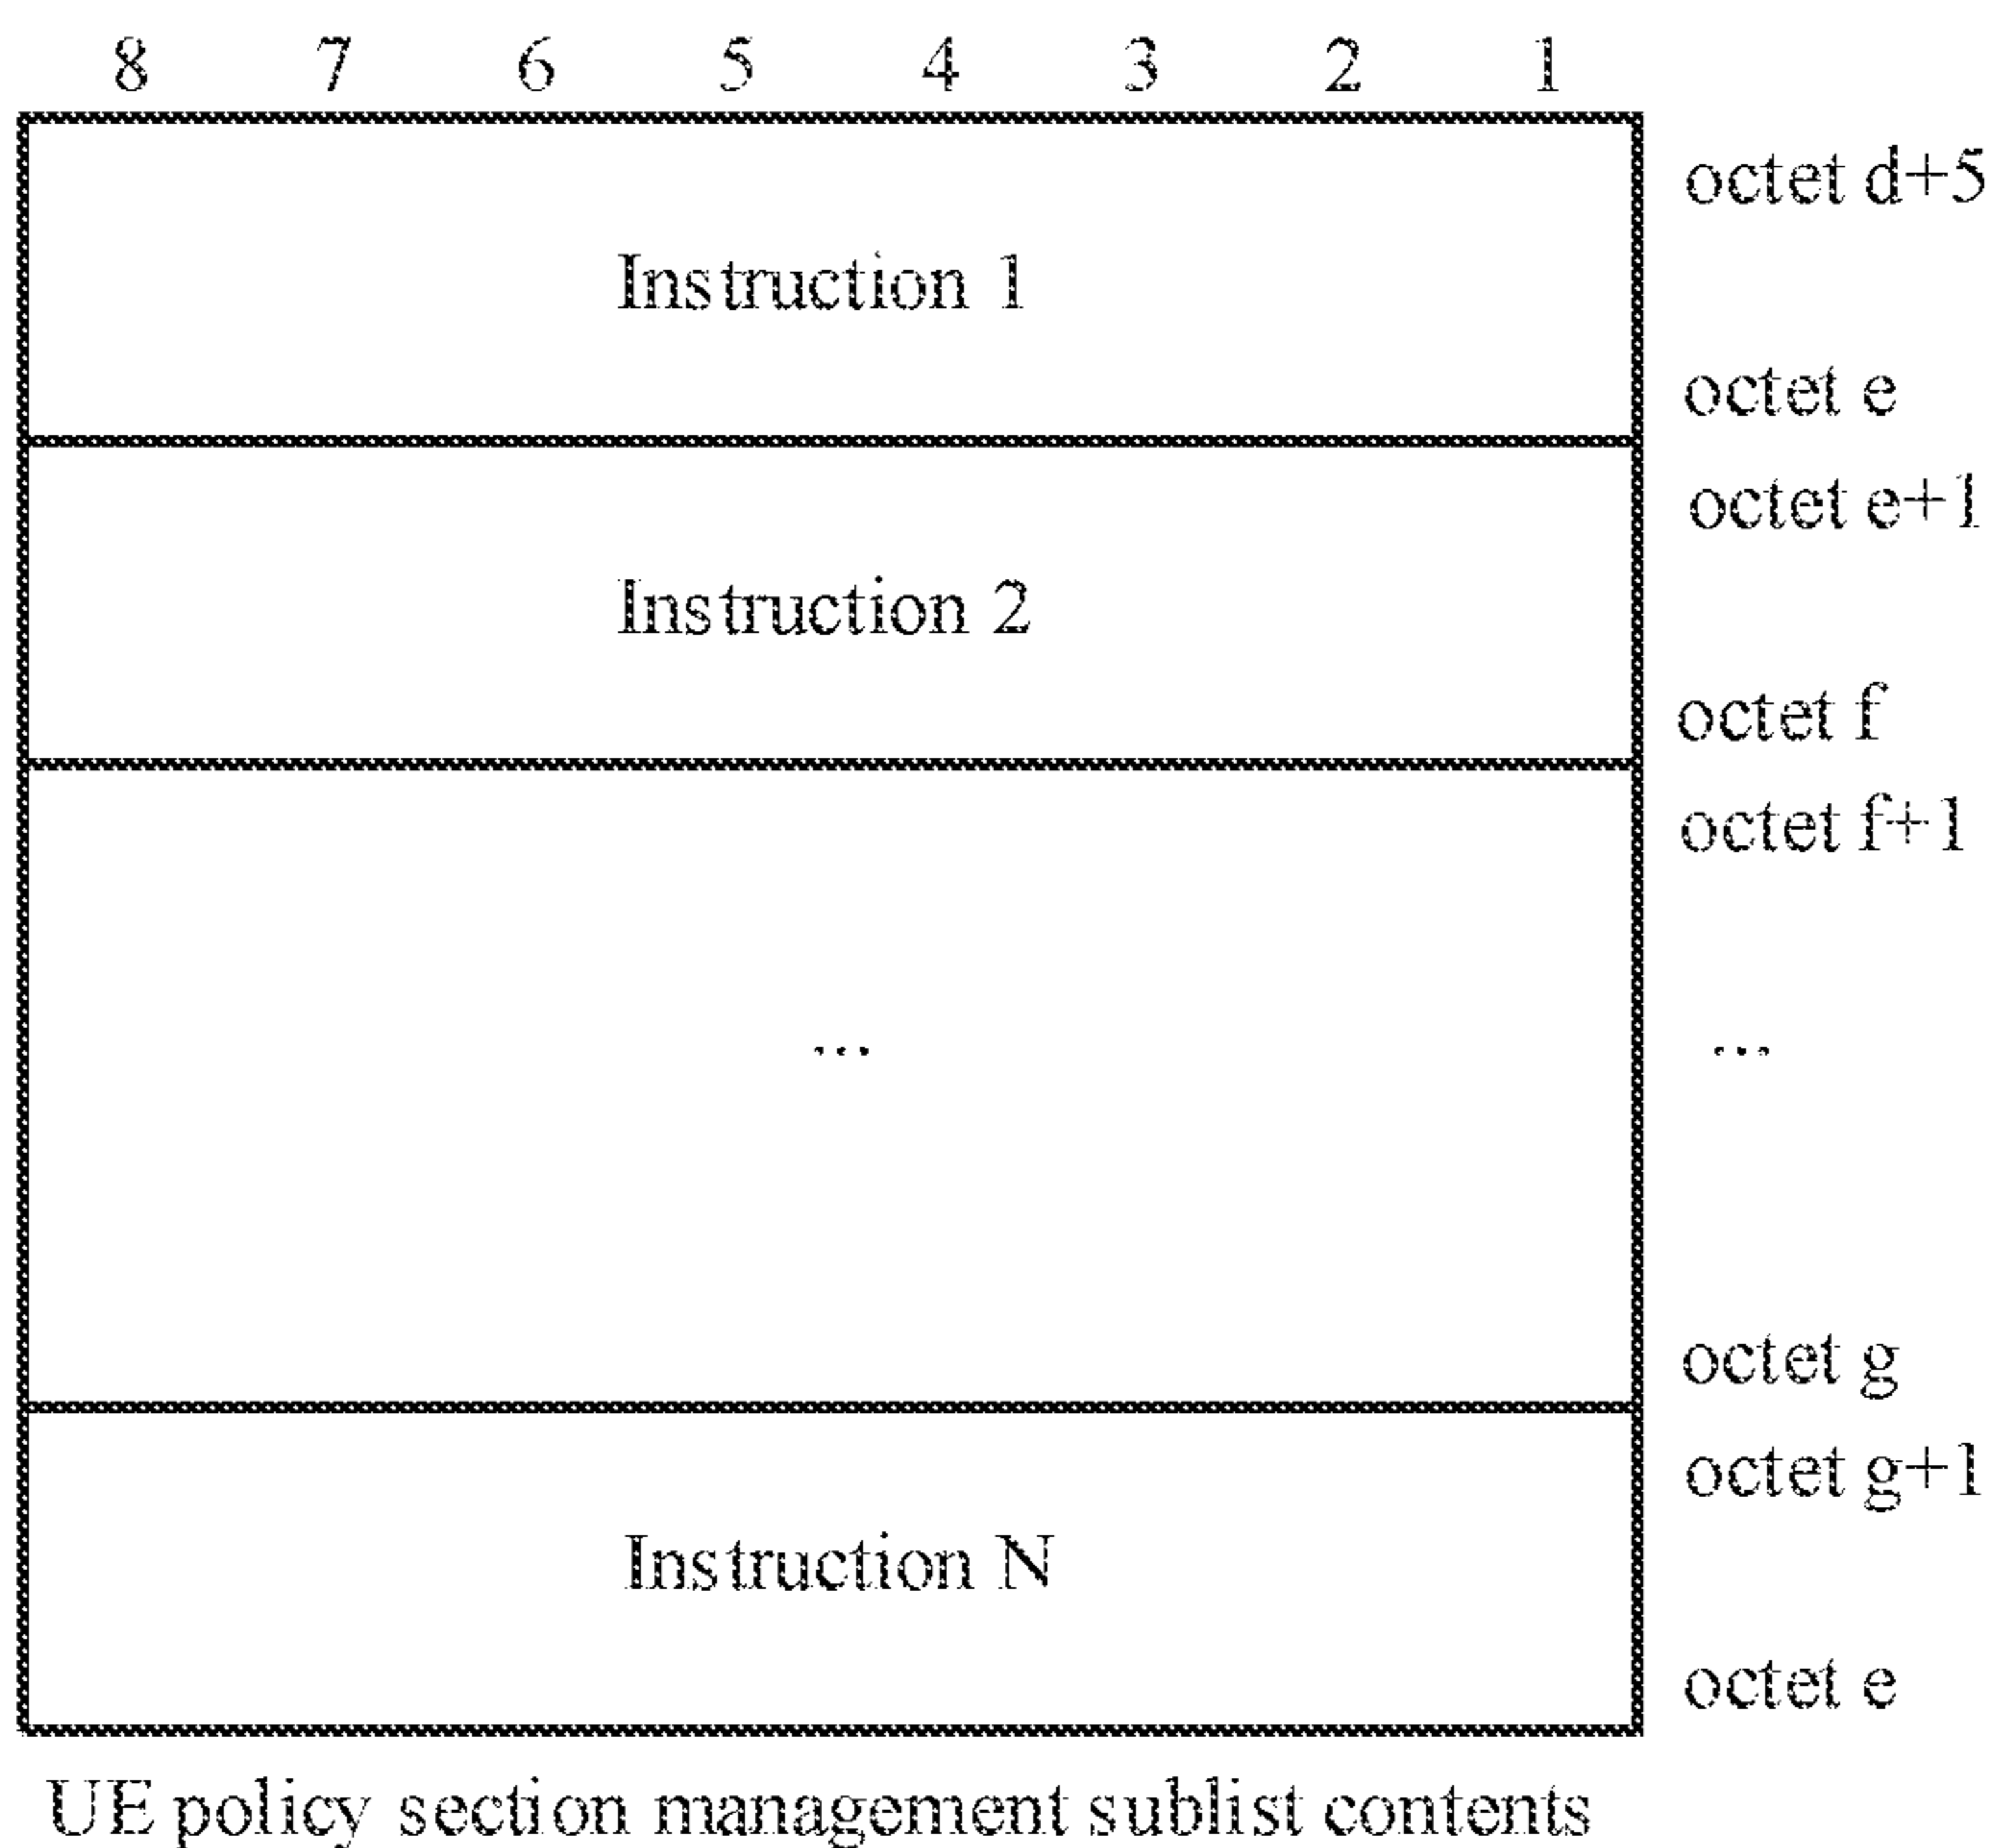 8 7 6 5 4 3 2 1
octet d+5
Instruction 1
octet e
octet e+1
Instruction 2
octet f
octet f+1
... ...
octet g
octet g+1
Instruction N
octet e
UE policy section management sublist contents